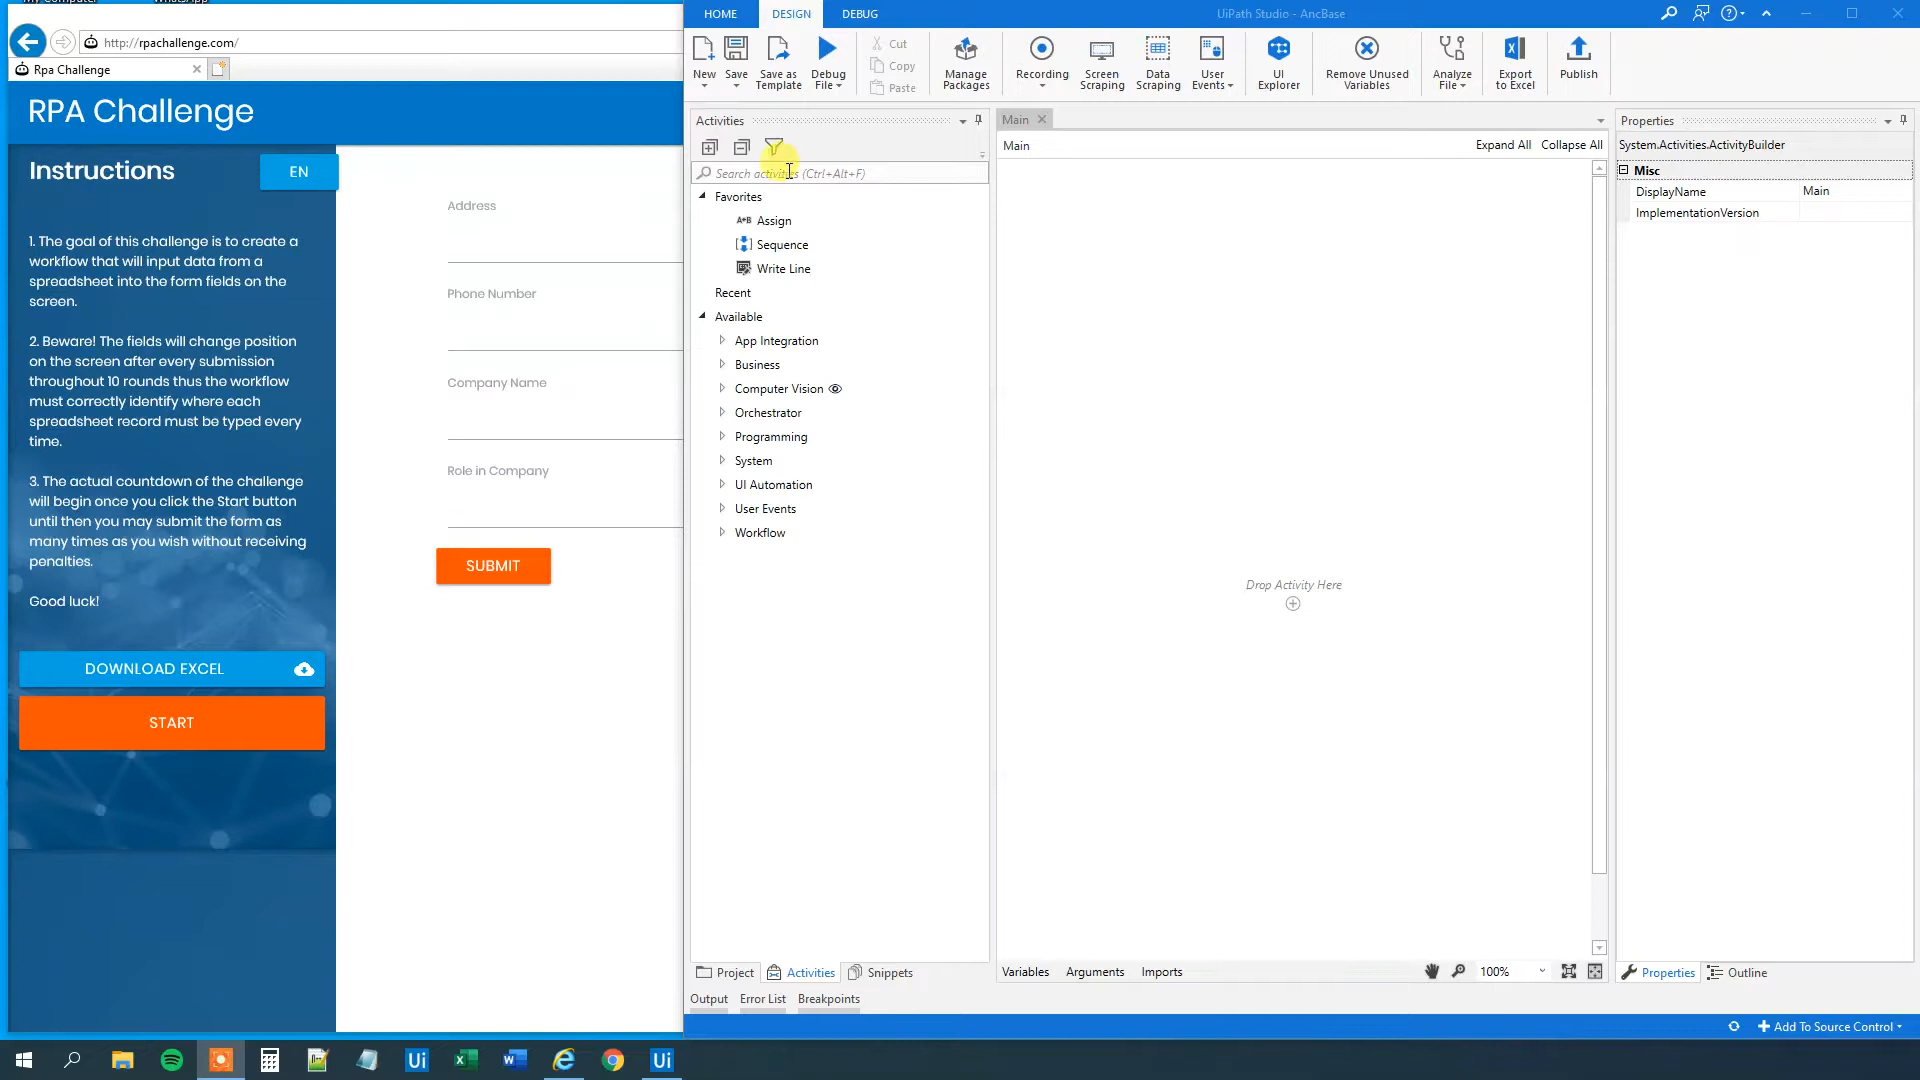 HOME
DESIGN
DEBUG
UiPath Studio - AncBase
http://rpachallenge.com/
Rpa Challenge
New
Save
Save as Template
Debug File
Cut
Copy
Paste
Manage Packages
Recording
Screen Scraping
Data Scraping
User Events
UI Explorer
Remove Unused Variables
Analyze File
Export to Excel
Publish
RPA Challenge
Instructions
EN
1. The goal of this challenge is to create a
workflow that will input data from a
spreadsheet into the form fields on the
screen.
2. Beware! The fields will change position
on the screen after every submission
throughout 10 rounds thus the workflow
must correctly identify where each
spreadsheet record must be typed every
time.
3. The actual countdown of the challenge
will begin once you click the Start button
until then you may submit the form as
many times as you wish without receiving
penalties.
Good luck!
DOWNLOAD EXCEL
START
Address
Phone Number
Company Name
Role in Company
SUBMIT
Activities
Search activities (Ctrl+Alt+F)
Favorites
Assign
Sequence
Write Line
Recent
Available
App Integration
Business
Computer Vision
Orchestrator
Programming
System
UI Automation
User Events
Workflow
Project
Activities
Snippets
Main
Main
Expand All
Collapse All
Drop Activity Here
Variables
Arguments
Imports
100%
Properties
System.Activities.ActivityBuilder
Misc
DisplayName
Main
ImplementationVersion
Properties
Outline
Output
Error List
Breakpoints
Add To Source Control